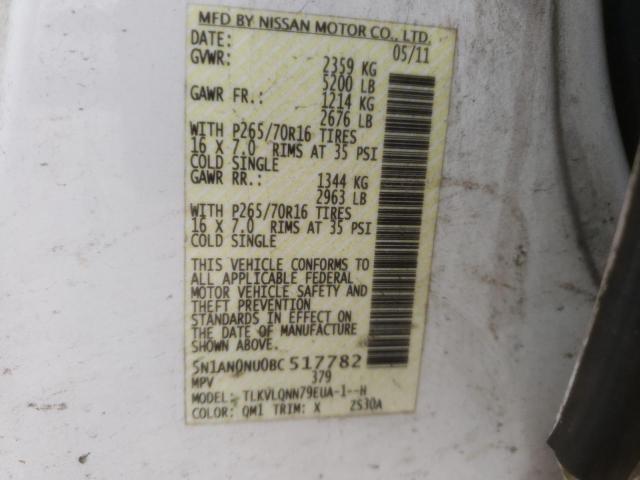 MFD BY NISSAN MOTOR CO., LTD.
DATE: 05/11
GVWR: 2359 KG
5200 LB
GAWR FR.: 1214 KG
2676 LB
WITH P265/70R16 TIRES
16 X 7.0 RIMS AT 35 PSI
COLD SINGLE
GAWR RR.: 1344 KG
2963 LB
WITH P265/70R16 TIRES
16 X 7.0 RIMS AT 35 PSI
COLD SINGLE
THIS VEHICLE CONFORMS TO
ALL APPLICABLE FEDERAL
MOTOR VEHICLE SAFETY AND
THEFT PREVENTION
STANDARDS IN EFFECT ON
THE DATE OF MANUFACTURE
SHOWN ABOVE.
5N1AN0NU0BC 517782
MPV 379
MODEL: TLKVLQNN79EUA-1--H
COLOR: QM1 TRIM: X ZS30A